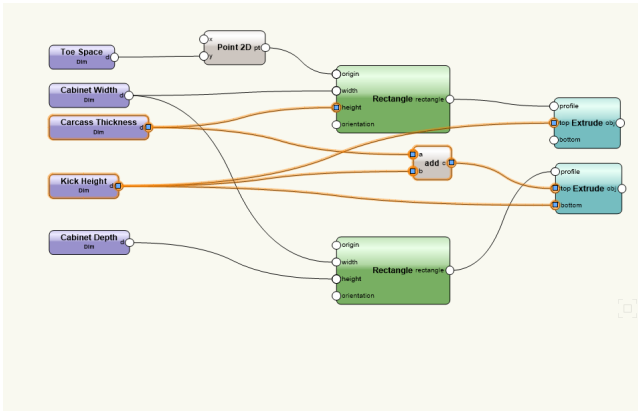 Toe Space
Dim
d
x
y
Point 2D pt
Cabinet Width
Dim
d
Carcass Thickness
Dim
d
origin
width
height
orientation
Rectangle rectangle
profile
top Extrude obj
bottom
a
b
add c
Kick Height
Dim
d
profile
top Extrude obj
bottom
Cabinet Depth
Dim
d
origin
width
height
orientation
Rectangle rectangle